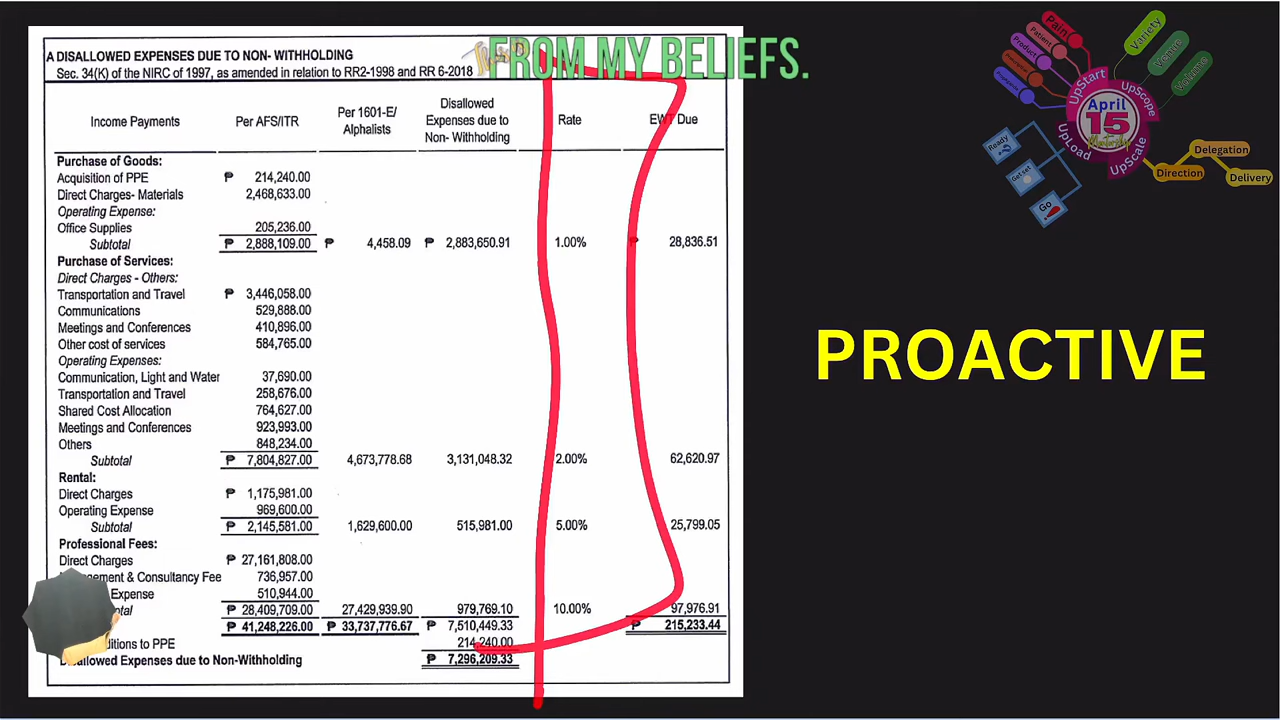 FROM MY BELIEFS.
A DISALLOWED EXPENSES DUE TO NON- WITHHOLDING
Sec. 34(K) of the NIRC of 1997, as amended in relation to RR2-1998 and RR 6-2018
Income Payments Per AFS/ITR Per 1601-E/ Alphalists Disallowed Expenses due to Non- Withholding Rate EWT Due
Purchase of Goods:
Acquisition of PPE ₱ 214,240.00
Direct Charges- Materials 2,468,633.00
Operating Expense:
Office Supplies 205,236.00
Subtotal ₱ 2,888,109.00 ₱ 4,458.09 ₱ 2,883,650.91 1.00% ₱ 28,836.51
Purchase of Services:
Direct Charges - Others:
Transportation and Travel ₱ 3,446,058.00
Communications 529,888.00
Meetings and Conferences 410,896.00
Other cost of services 584,765.00
Operating Expenses:
Communication, Light and Water 37,690.00
Transportation and Travel 258,676.00
Shared Cost Allocation 764,627.00
Meetings and Conferences 923,993.00
Others 848,234.00
Subtotal ₱ 7,804,827.00 4,673,778.68 3,131,048.32 2.00% 62,620.97
Rental:
Direct Charges ₱ 1,175,981.00
Operating Expense 969,600.00
Subtotal ₱ 2,145,581.00 1,629,600.00 515,981.00 5.00% 25,799.05
Professional Fees:
Direct Charges ₱ 27,161,808.00
& Consultancy Fee 736,957.00
Expense 510,944.00
₱ 28,409,709.00 27,429,939.90 979,769.10 10.00% 97,976.91
₱ 41,248,226.00 ₱ 33,737,776.67 ₱ 7,510,449.33 ₱ 215,233.44
to PPE 214,240.00
Expenses due to Non-Withholding ₱ 7,296,209.33
PROACTIVE
Pain
Patient
Product
Variety
Venue
Volume
UpStart
UpScope
April
15
UpLoad
UpScale
Ready
Get set
Go
Delegation
Direction
Delivery